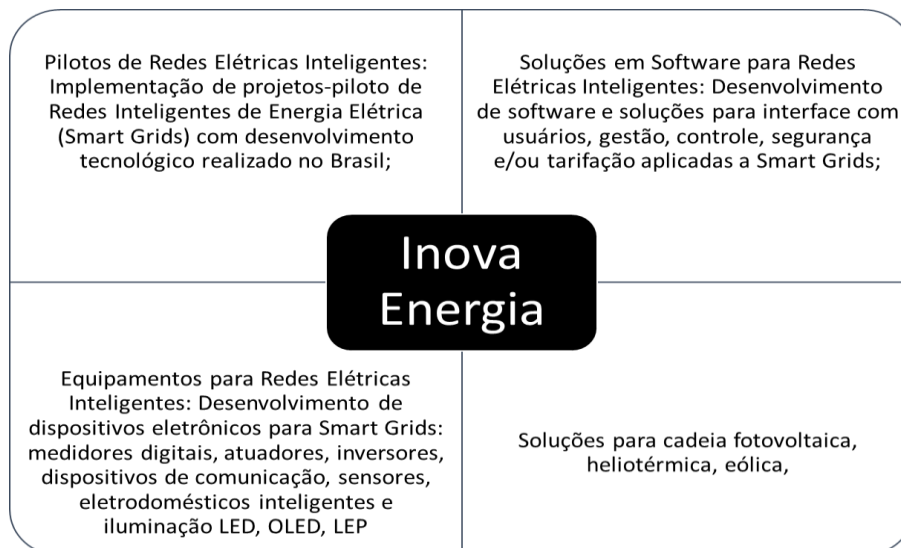 Pilotos de Redes Elétricas Inteligentes:
Implementação de projetos-piloto de
Redes Inteligentes de Energia Elétrica
(Smart Grids) com desenvolvimento
tecnológico realizado no Brasil;
Soluções em Software para Redes
Elétricas Inteligentes: Desenvolvimento
de software e soluções para interface com
usuários, gestão, controle, segurança
e/ou tarifação aplicadas a Smart Grids;
Inova
Energia
Equipamentos para Redes Elétricas
Inteligentes: Desenvolvimento de
dispositivos eletrônicos para Smart Grids:
medidores digitais, atuadores, inversores,
dispositivos de comunicação, sensores,
eletrodomésticos inteligentes e
iluminação LED, OLED, LEP
Soluções para cadeia fotovoltaica,
heliotérmica, eólica,